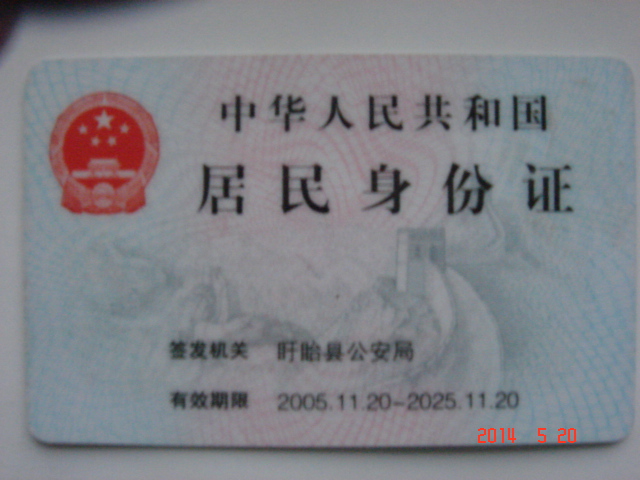 中华人民共和国
居民身份证
签发机关 盱眙县公安局
有效期限 2005.11.20-2025.11.20
2014 5 20